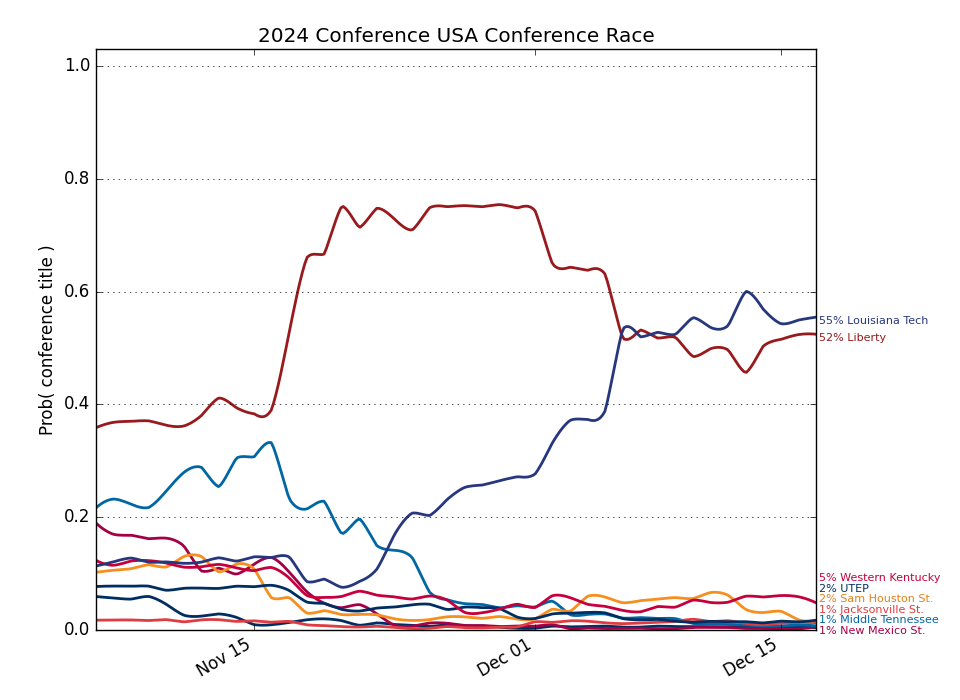 2024 Conference USA Conference Race
Prob( conference title )
1.0
0.8
0.6
0.4
0.2
0.0
Nov 15
Dec 01
Dec 15
55% Louisiana Tech
52% Liberty
5% Western Kentucky
2% UTEP
2% Sam Houston St.
1% Jacksonville St.
1% Middle Tennessee
1% New Mexico St.